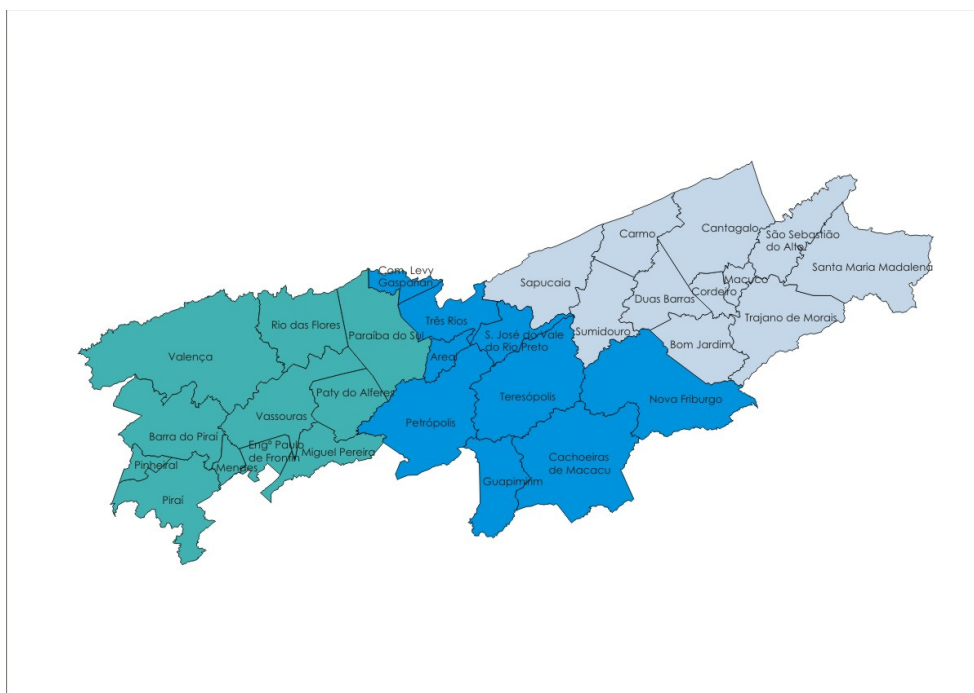 Carmo
Cantagalo
São Sebastião
do Alto
Santa Maria Madalena
Macuco
Cordeiro
Duas Barras
Sapucaia
Com. Levy
Gasparian
Trajano de Morais
Três Rios
Rio das Flores
Paraíba do Sul
S. José do Vale
do Rio Preto
Sumidouro
Bom Jardim
Valença
Areal
Paty do Alferes
Teresópolis
Nova Friburgo
Vassouras
Petrópolis
Barra do Piraí
Engº Paulo
de Frontin
Miguel Pereira
Cachoeiras
de Macacu
Pinheiral
Mendes
Guapimirim
Piraí